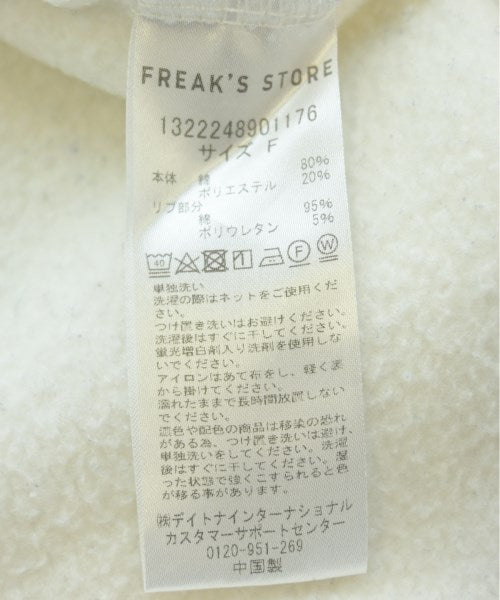 FREAK'S STORE
1322248901176
サイズ F
本体 綿 80%
ポリエステル 20%
リブ部分
綿 95%
ポリウレタン 5%
40 F W
単独洗い
洗濯の際はネットをご使用くだ
さい。
つけ置き洗いはお避けください。
洗濯後はすぐに干してください。
蛍光増白剤入り洗剤を使用しな
いでください。
アイロンはあて布をし、軽く裏
から掛けてください。
濡れたままで長時間放置しない
でください。
濃色や配色の商品は移染の恐れ
がある為、つけ置き洗いは避け、
単独洗いをしてください。洗濯
後はすぐに干してください。湿
った状態で強くこすられると色
が移る事があります。
㈱デイトナインターナショナル
カスタマーサポートセンター
0120-951-269
中国製